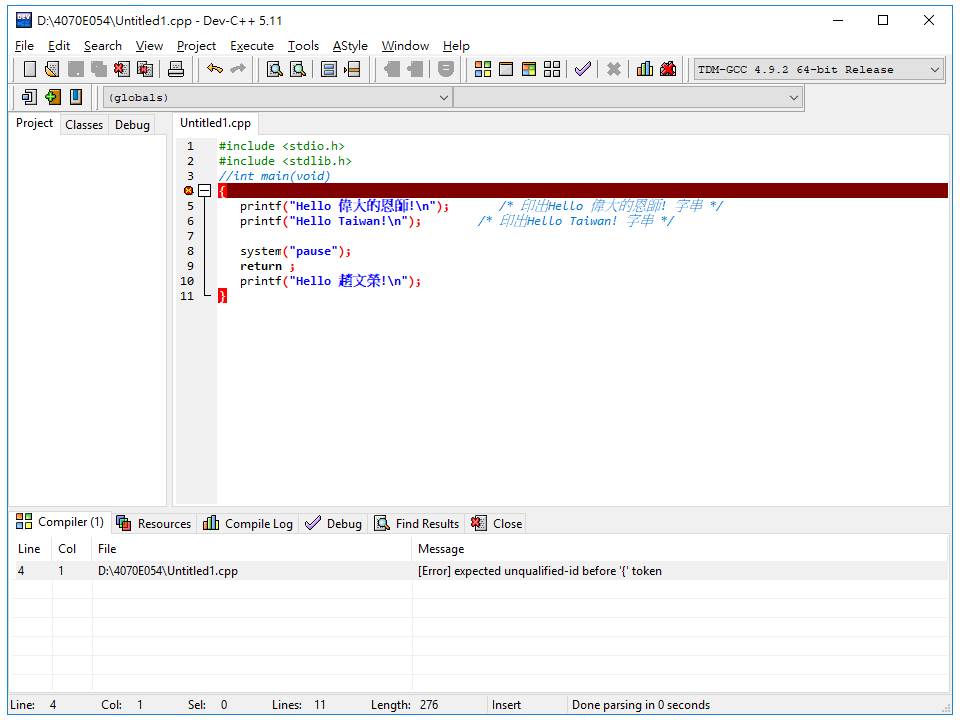 D:\4070E054\Untitled1.cpp - Dev-C++ 5.11
File Edit Search View Project Execute Tools AStyle Window Help
TDM-GCC 4.9.2 64-bit Release
(globals)
Project Classes Debug Untitled1.cpp
1 #include <stdio.h>
2 #include <stdlib.h>
3 //int main(void)
{
5 printf("Hello 偉大的恩師!\n"); /* 印出Hello 偉大的恩師! 字串 */
6 printf("Hello Taiwan!\n"); /* 印出Hello Taiwan! 字串 */
7
8 system("pause");
9 return ;
10 printf("Hello 趙文榮!\n");
11 }
Compiler (1) Resources Compile Log Debug Find Results Close
Line Col File Message
4 1 D:\4070E054\Untitled1.cpp [Error] expected unqualified-id before '{' token
Line: 4 Col: 1 Sel: 0 Lines: 11 Length: 276 Insert Done parsing in 0 seconds